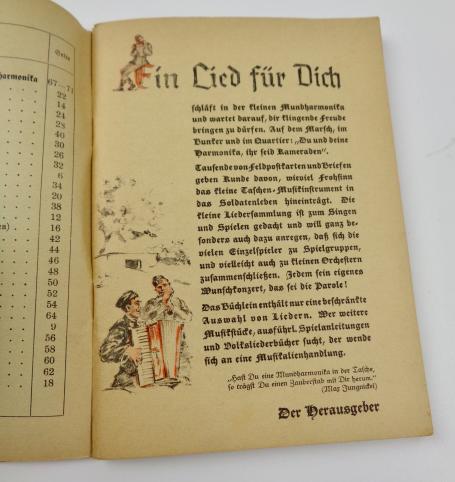 Seite
harmonika 67—71
22
14
24
28
40
30
26
32
6
34
20
38
12
16
42
44
46
48
50
52
54
64
9
56
58
60
62
18
Ein Lied für Dich
schläft in der kleinen Mundharmonika
und wartet darauf, dir klingende Freude
bringen zu dürfen. Auf dem Marsch, im
Bunker und im Quartier: „Du und deine
Harmonika, ihr seid Kameraden“.
Tausende von Feldpostkarten und Briefen
geben Kunde davon, wieviel Frohsinn
das kleine Taschen-Musikinstrument in
das Soldatenleben hineinträgt. Die
kleine Liedersammlung ist zum Singen
und Spielen gedacht und will ganz be-
sonders auch dazu anregen, daß sich die
vielen Einzelspieler zu Spielgruppen,
und vielleicht auch zu kleinen Orchestern
zusammenschließen. Jedem sein eigenes
Wunschkonzert, das sei die Parole!
Das Büchlein enthält nur eine beschränkte
Auswahl von Liedern. Wer weitere
Musikstücke, ausführl. Spielanleitungen
und Volksliederbücher sucht, der wende
sich an eine Musikalienhandlung.
„Hast Du eine Mundharmonika in der Tasche,
so trägst Du einen Zauberstab mit Dir herum.“
(Max Jungnickel)
Der Herausgeber